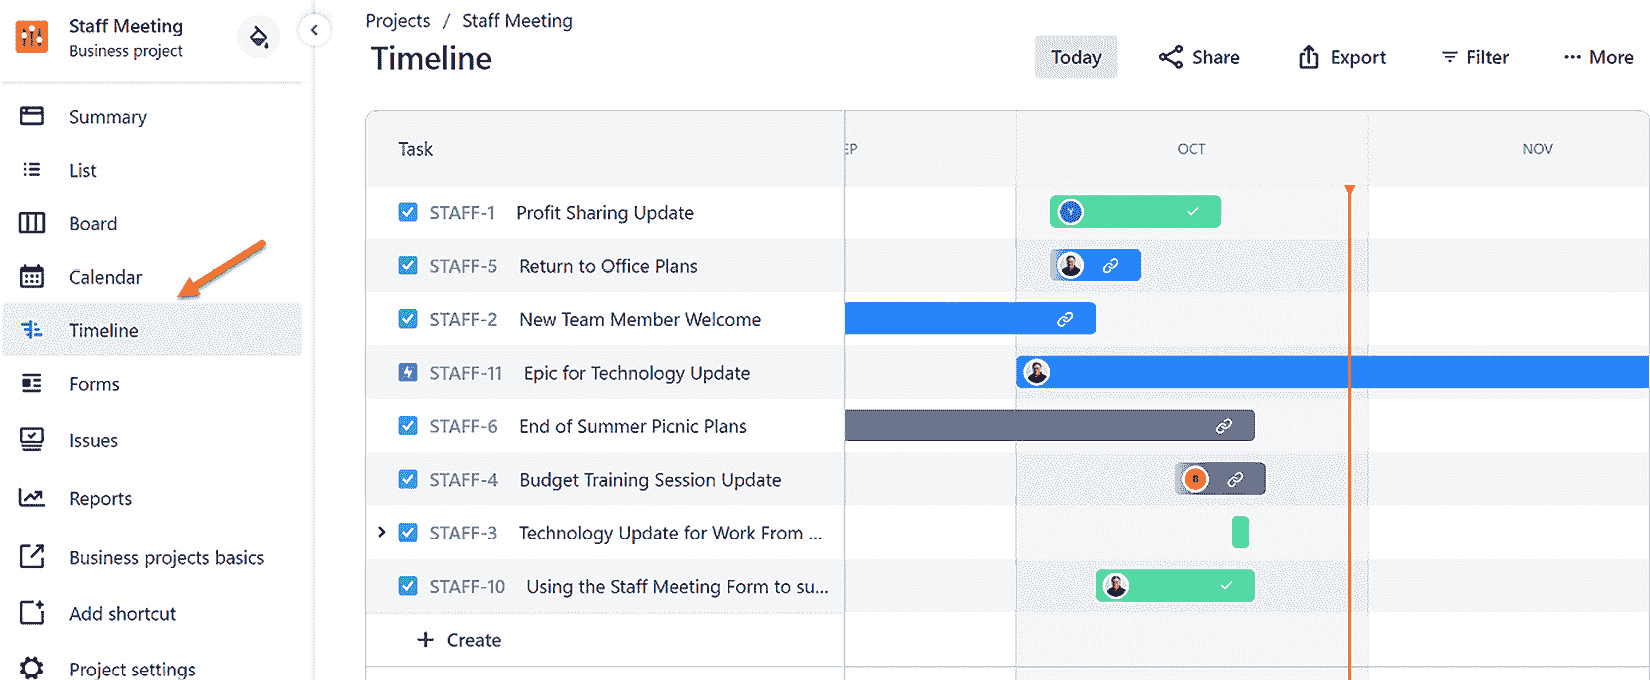 Staff Meeting
Business project
Projects / Staff Meeting
Timeline
Today
Share
Export
Filter
More
Summary
List
Board
Calendar
Timeline
Forms
Issues
Reports
Business projects basics
Add shortcut
Project settings
Task
EP
OCT
NOV
STAFF-1 Profit Sharing Update
STAFF-5 Return to Office Plans
STAFF-2 New Team Member Welcome
STAFF-11 Epic for Technology Update
STAFF-6 End of Summer Picnic Plans
STAFF-4 Budget Training Session Update
STAFF-3 Technology Update for Work From ...
STAFF-10 Using the Staff Meeting Form to su...
+ Create